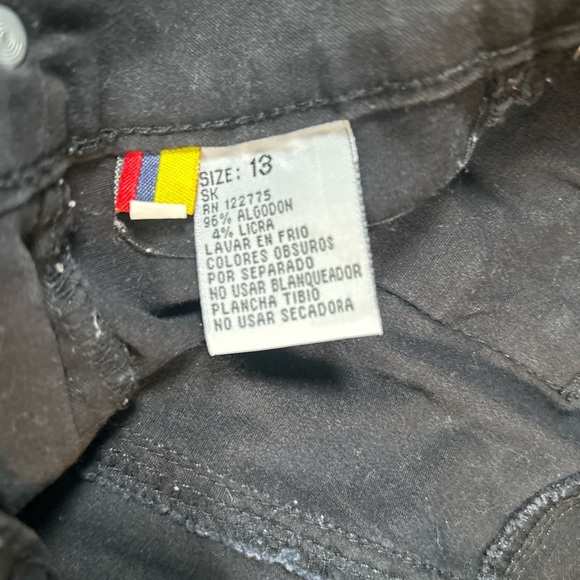 SIZE: 13
SK
RN 122775
96% ALGODON
4% LICRA
LAVAR EN FRIO
COLORES OBSUROS
POR SEPARADO
NO USAR BLANQUEADOR
PLANCHA TIBIO
NO USAR SECADORA